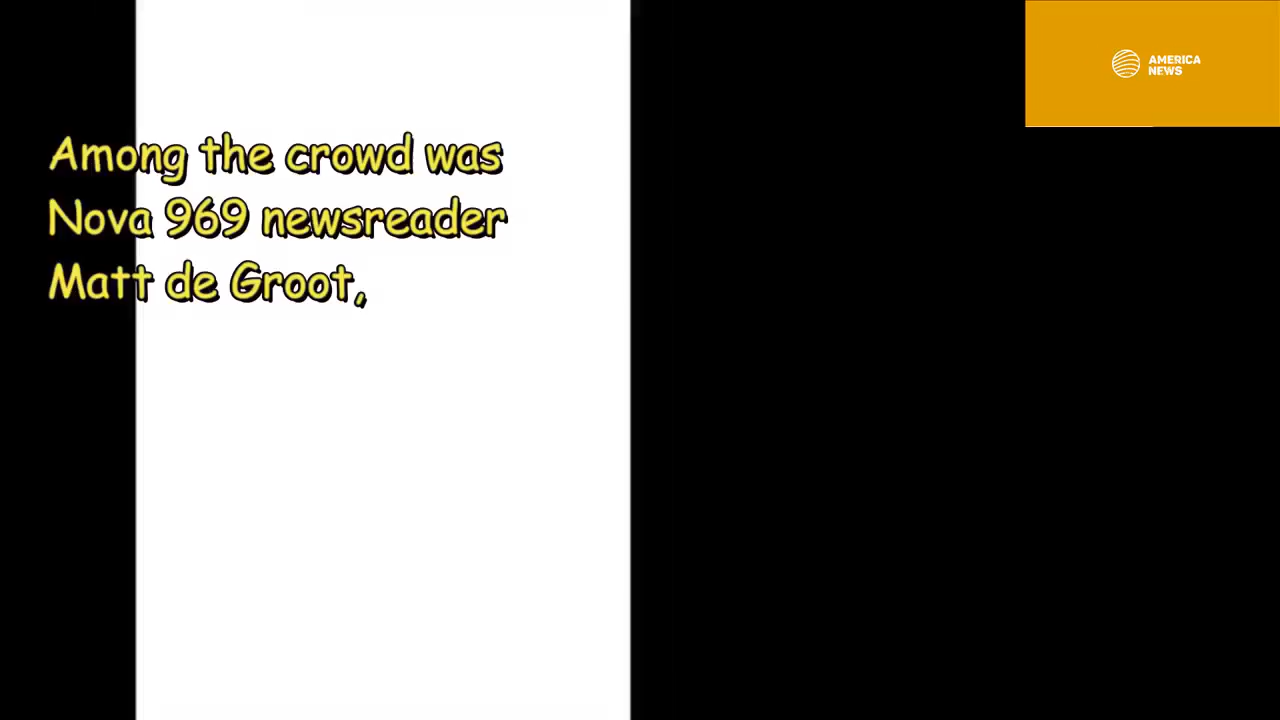 AMERICA
NEWS
Among the crowd was
Nova 969 newsreader
Matt de Groot,